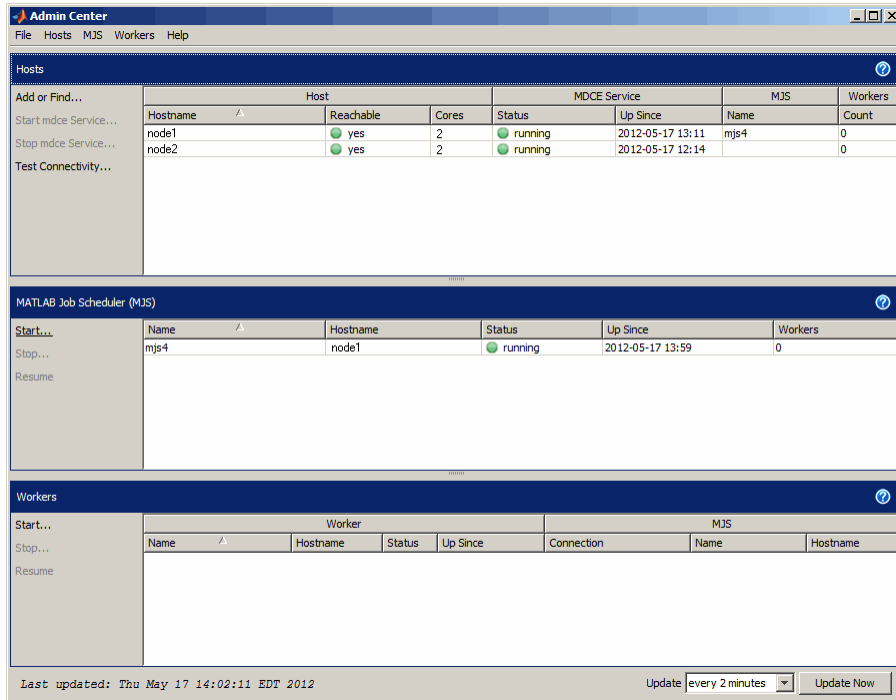 Admin Center
File Hosts MJS Workers Help
Hosts
Add or Find...
Start mdce Service...
Stop mdce Service...
Test Connectivity...
Host MDCE Service MJS Workers
Hostname Reachable Cores Status Up Since Name Count
node1 yes 2 running 2012-05-17 13:11 mjs4 0
node2 yes 2 running 2012-05-17 12:14 0
MATLAB Job Scheduler (MJS)
Start...
Stop...
Resume
Name Hostname Status Up Since Workers
mjs4 node1 running 2012-05-17 13:59 0
Workers
Start...
Stop...
Resume
Worker MJS
Name Hostname Status Up Since Connection Name Hostname
Last updated: Thu May 17 14:02:11 EDT 2012
Update every 2 minutes Update Now